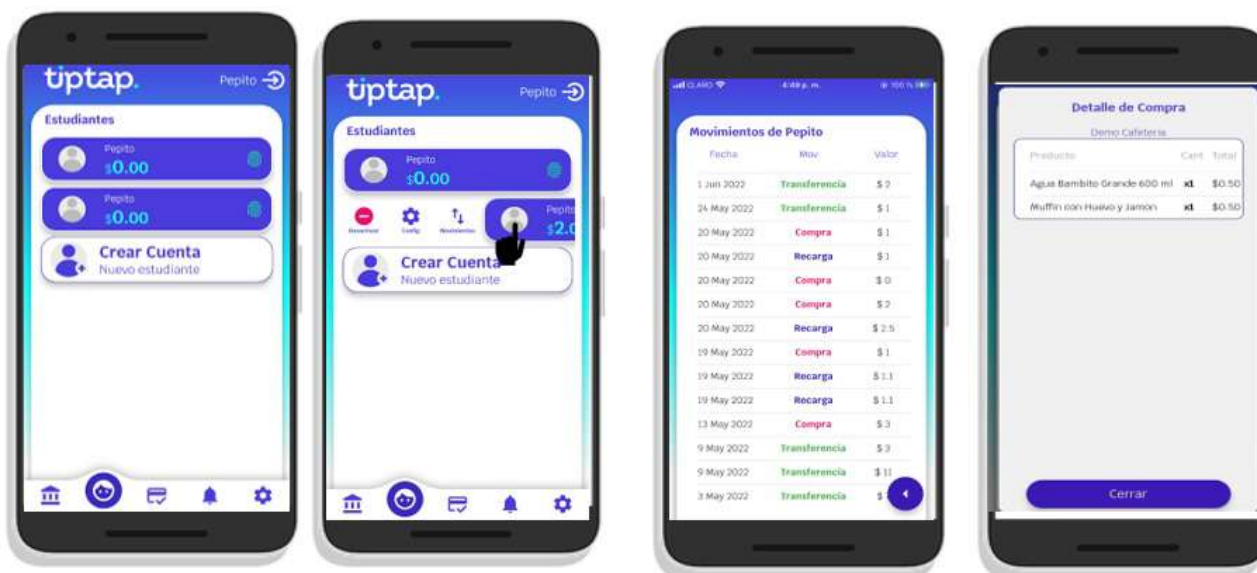 tiptap.
Pepito
Estudiantes
Pepito
$0.00
Pepito
$0.00
Crear Cuenta
Nuevo estudiante
tiptap.
Pepito
Estudiantes
Pepito
$0.00
Config
Movimientos
Pepito
$2.0
Crear Cuenta
Nuevo estudiante
CLARO 4:49 p. m. 100 %
Movimientos de Pepito
Fecha Mov Valor
1 Jun 2022 Transferencia $ 2
24 May 2022 Transferencia $ 1
20 May 2022 Compra $ 1
20 May 2022 Recarga $ 1
20 May 2022 Compra $ 0
20 May 2022 Compra $ 2
20 May 2022 Recarga $ 2.5
19 May 2022 Compra $ 1
19 May 2022 Recarga $ 1.1
19 May 2022 Recarga $ 1.1
13 May 2022 Compra $ 3
9 May 2022 Transferencia $ 3
9 May 2022 Transferencia $ 11
3 May 2022 Transferencia $
Detalle de Compra
Demo Cafeteria
Producto Cant Total
Agua Bambito Grande 600 ml x1 $0.50
Muffin con Huevo y Jamon x1 $0.50
Cerrar